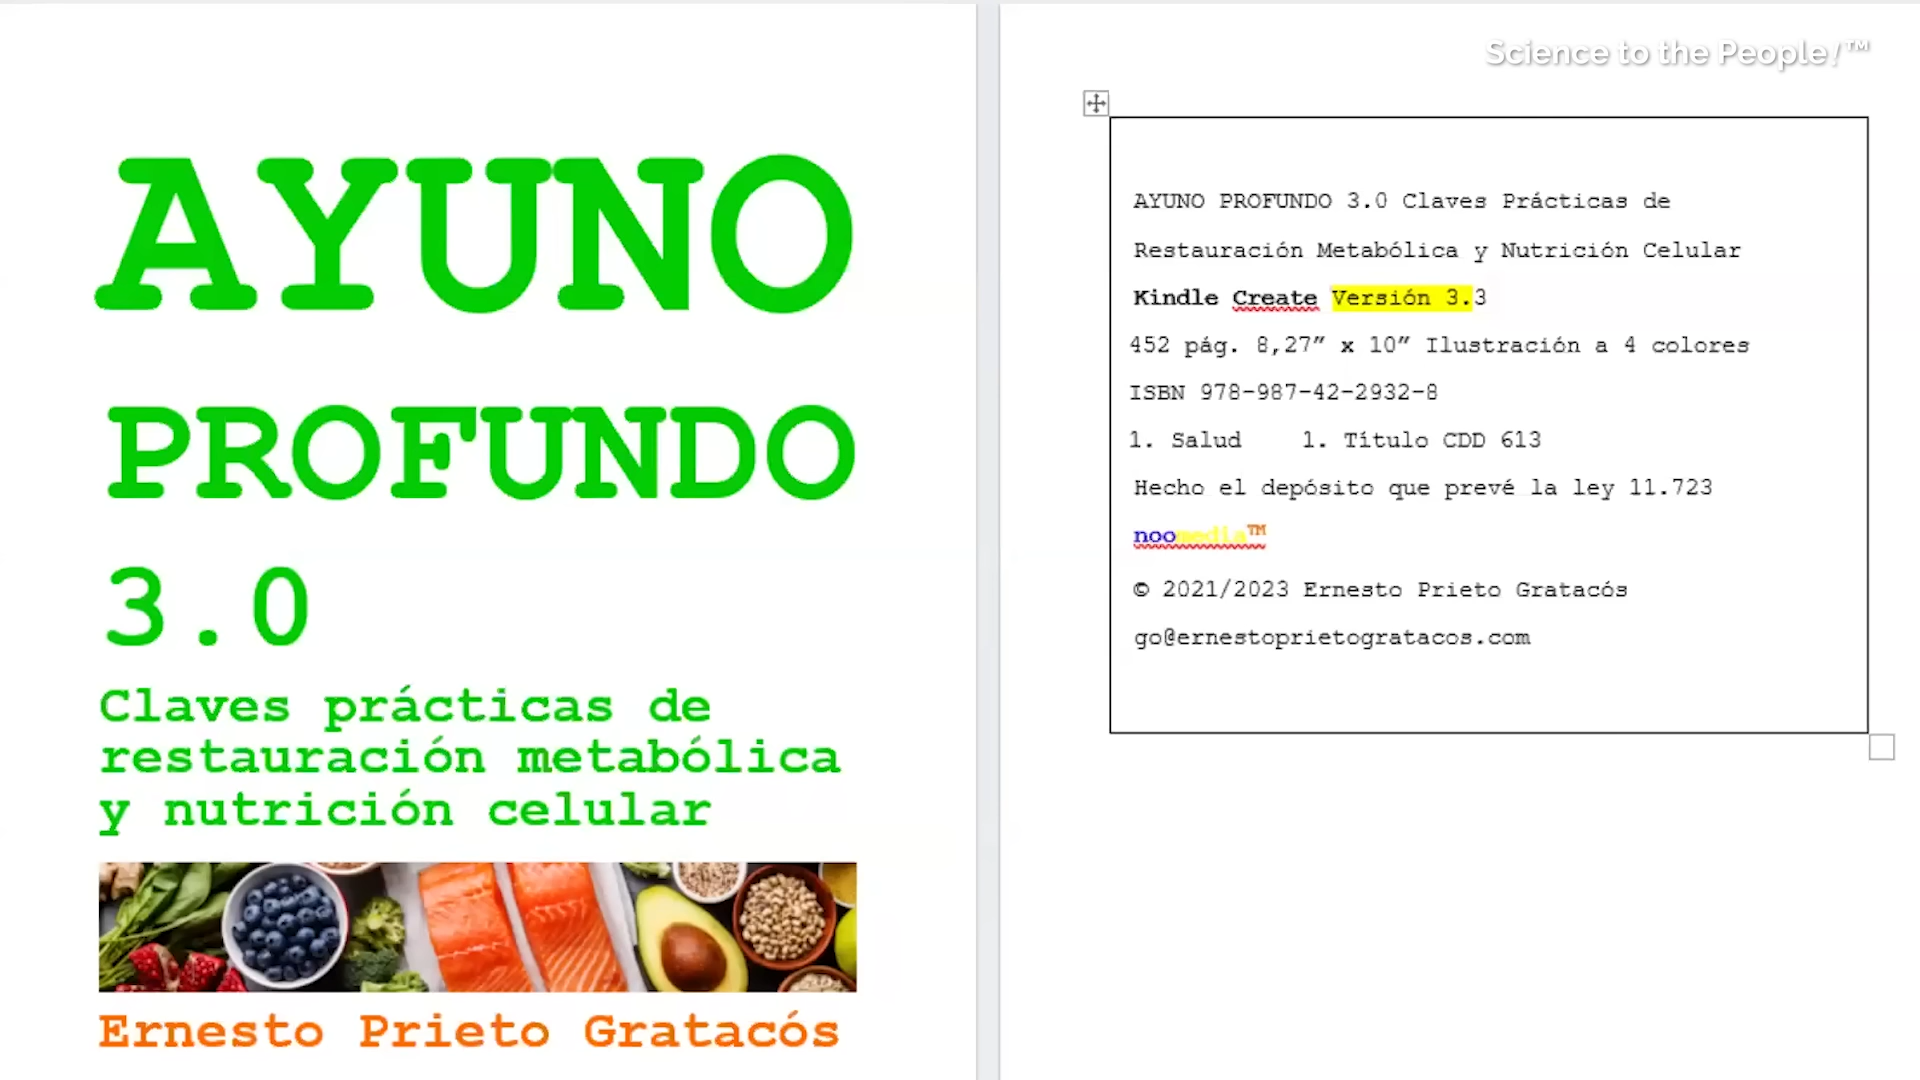 AYUNO
PROFUNDO
3.0
Claves prácticas de
restauración metabólica
y nutrición celular
Ernesto Prieto Gratacós
Science to the People!™
AYUNO PROFUNDO 3.0 Claves Prácticas de
Restauración Metabólica y Nutrición Celular
Kindle Create Versión 3.3
452 pág. 8,27” x 10” Ilustración a 4 colores
ISBN 978-987-42-2932-8
1. Salud    1. Título CDD 613
Hecho el depósito que prevé la ley 11.723
noomedia™
© 2021/2023 Ernesto Prieto Gratacós
go@ernestoprietogratacos.com